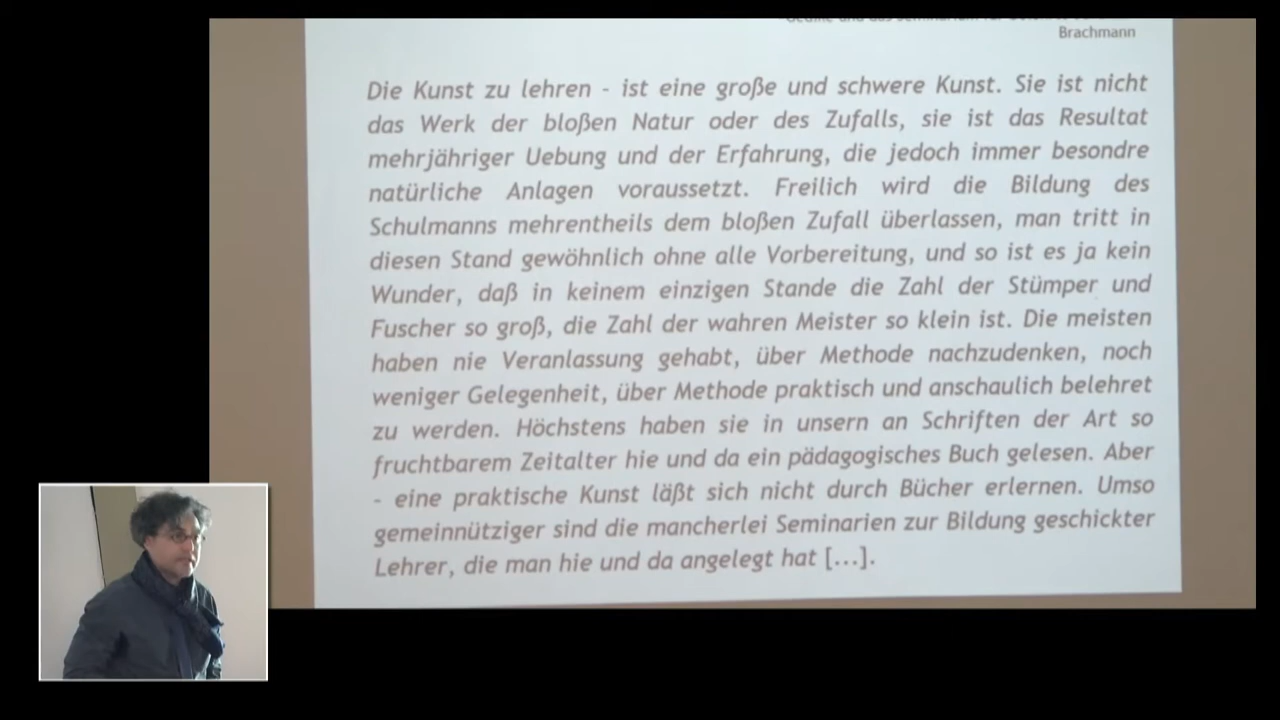 Brachmann
Die Kunst zu lehren - ist eine große und schwere Kunst. Sie ist nicht
das Werk der bloßen Natur oder des Zufalls, sie ist das Resultat
mehrjähriger Uebung und der Erfahrung, die jedoch immer besondre
natürliche Anlagen voraussetzt. Freilich wird die Bildung des
Schulmanns mehrentheils dem bloßen Zufall überlassen, man tritt in
diesen Stand gewöhnlich ohne alle Vorbereitung, und so ist es ja kein
Wunder, daß in keinem einzigen Stande die Zahl der Stümper und
Fuscher so groß, die Zahl der wahren Meister so klein ist. Die meisten
haben nie Veranlassung gehabt, über Methode nachzudenken, noch
weniger Gelegenheit, über Methode praktisch und anschaulich belehret
zu werden. Höchstens haben sie in unsern an Schriften der Art so
fruchtbarem Zeitalter hie und da ein pädagogisches Buch gelesen. Aber
- eine praktische Kunst läßt sich nicht durch Bücher erlernen. Umso
gemeinnütziger sind die mancherlei Seminarien zur Bildung geschickter
Lehrer, die man hie und da angelegt hat [...].